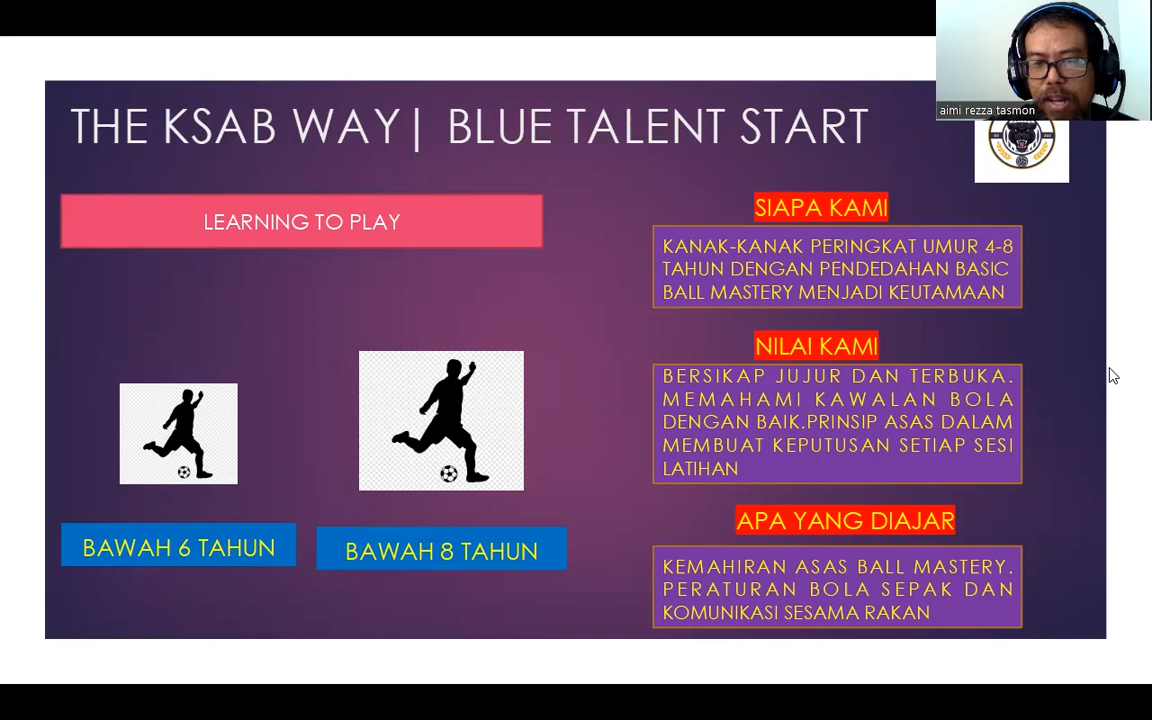 aimi rezza tasmon
THE KSAB WAY| BLUE TALENT START
LEARNING TO PLAY
BAWAH 6 TAHUN
BAWAH 8 TAHUN
SIAPA KAMI
KANAK-KANAK PERINGKAT UMUR 4-8
TAHUN DENGAN PENDEDAHAN BASIC
BALL MASTERY MENJADI KEUTAMAAN
NILAI KAMI
BERSIKAP JUJUR DAN TERBUKA.
MEMAHAMI KAWALAN BOLA
DENGAN BAIK.PRINSIP ASAS DALAM
MEMBUAT KEPUTUSAN SETIAP SESI
LATIHAN
APA YANG DIAJAR
KEMAHIRAN ASAS BALL MASTERY.
PERATURAN BOLA SEPAK DAN
KOMUNIKASI SESAMA RAKAN